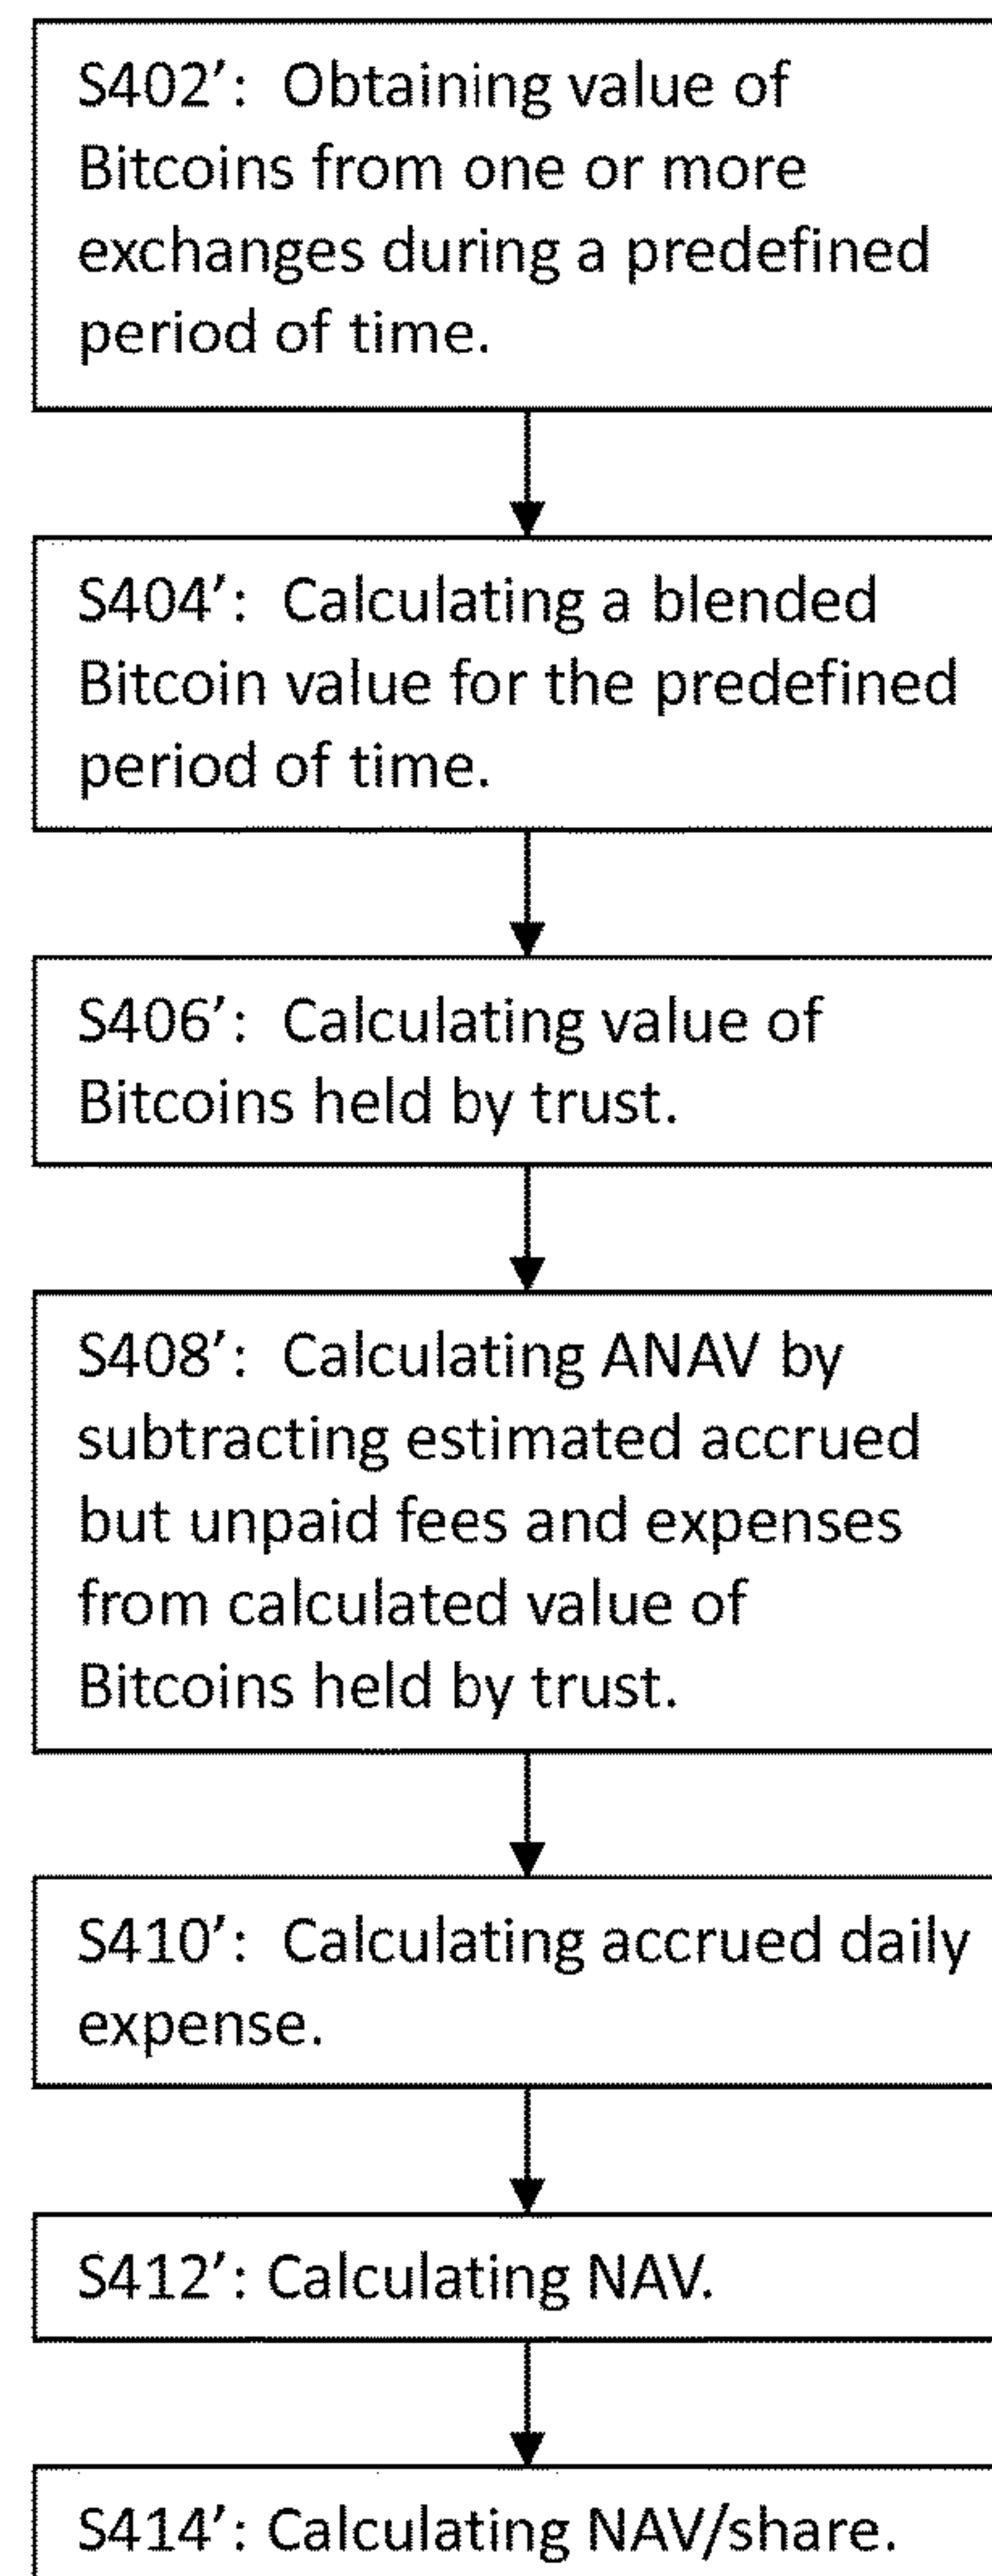 S402’: Obtaining value of
Bitcoins from one or more
exchanges during a predefined
period of time.
S404’: Calculating a blended
Bitcoin value for the predefined
period of time.
S406’: Calculating value of
Bitcoins held by trust.
S408’: Calculating ANAV by
subtracting estimated accrued
but unpaid fees and expenses
from calculated value of
Bitcoins held by trust.
S410’: Calculating accrued daily
expense.
S412’: Calculating NAV.
S414’: Calculating NAV/share.